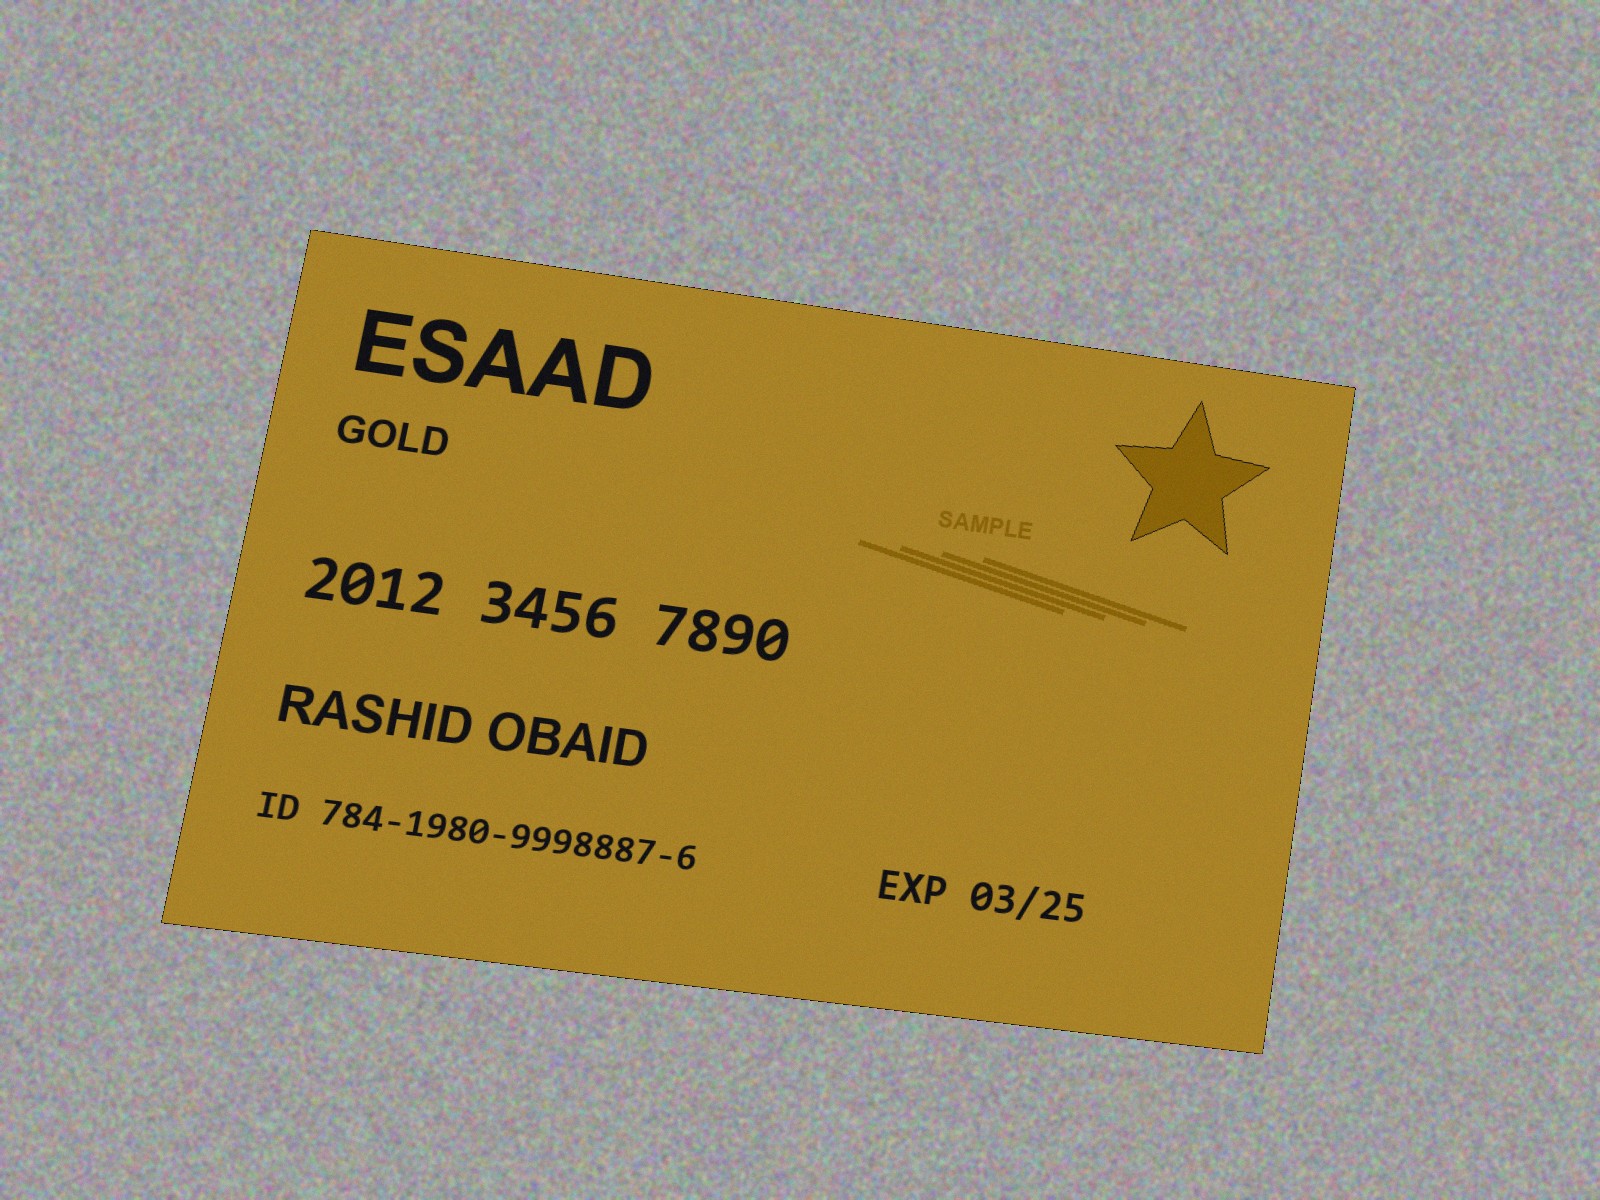 ESAAD
GOLD
SAMPLE
2012 3456 7890
RASHID OBAID
ID 784-1980-9998887-6
EXP 03/25